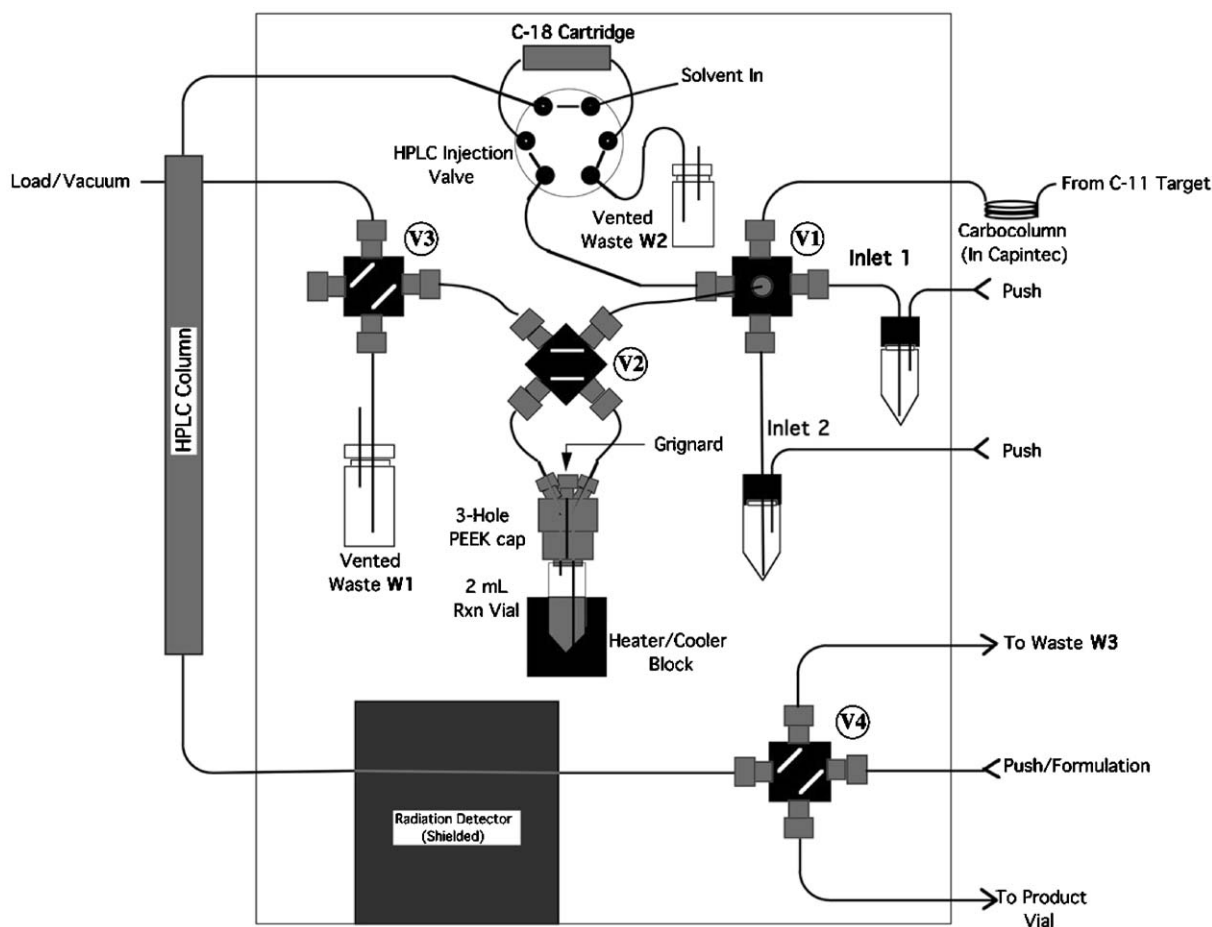 C-18 Cartridge
Solvent In
HPLC Injection
Valve
Load/Vacuum
From C-11 Target
Vented
Waste W2
Carbocolumn
(In Capintec)
V3
V1
Inlet 1
Push
HPLC Column
V2
Inlet 2
Grignard
Push
3-Hole
PEEK cap
Vented
Waste W1
2 mL
Rxn Vial
Heater/Cooler
Block
To Waste W3
V4
Push/Formulation
Radiation Detector
(Shielded)
To Product
Vial